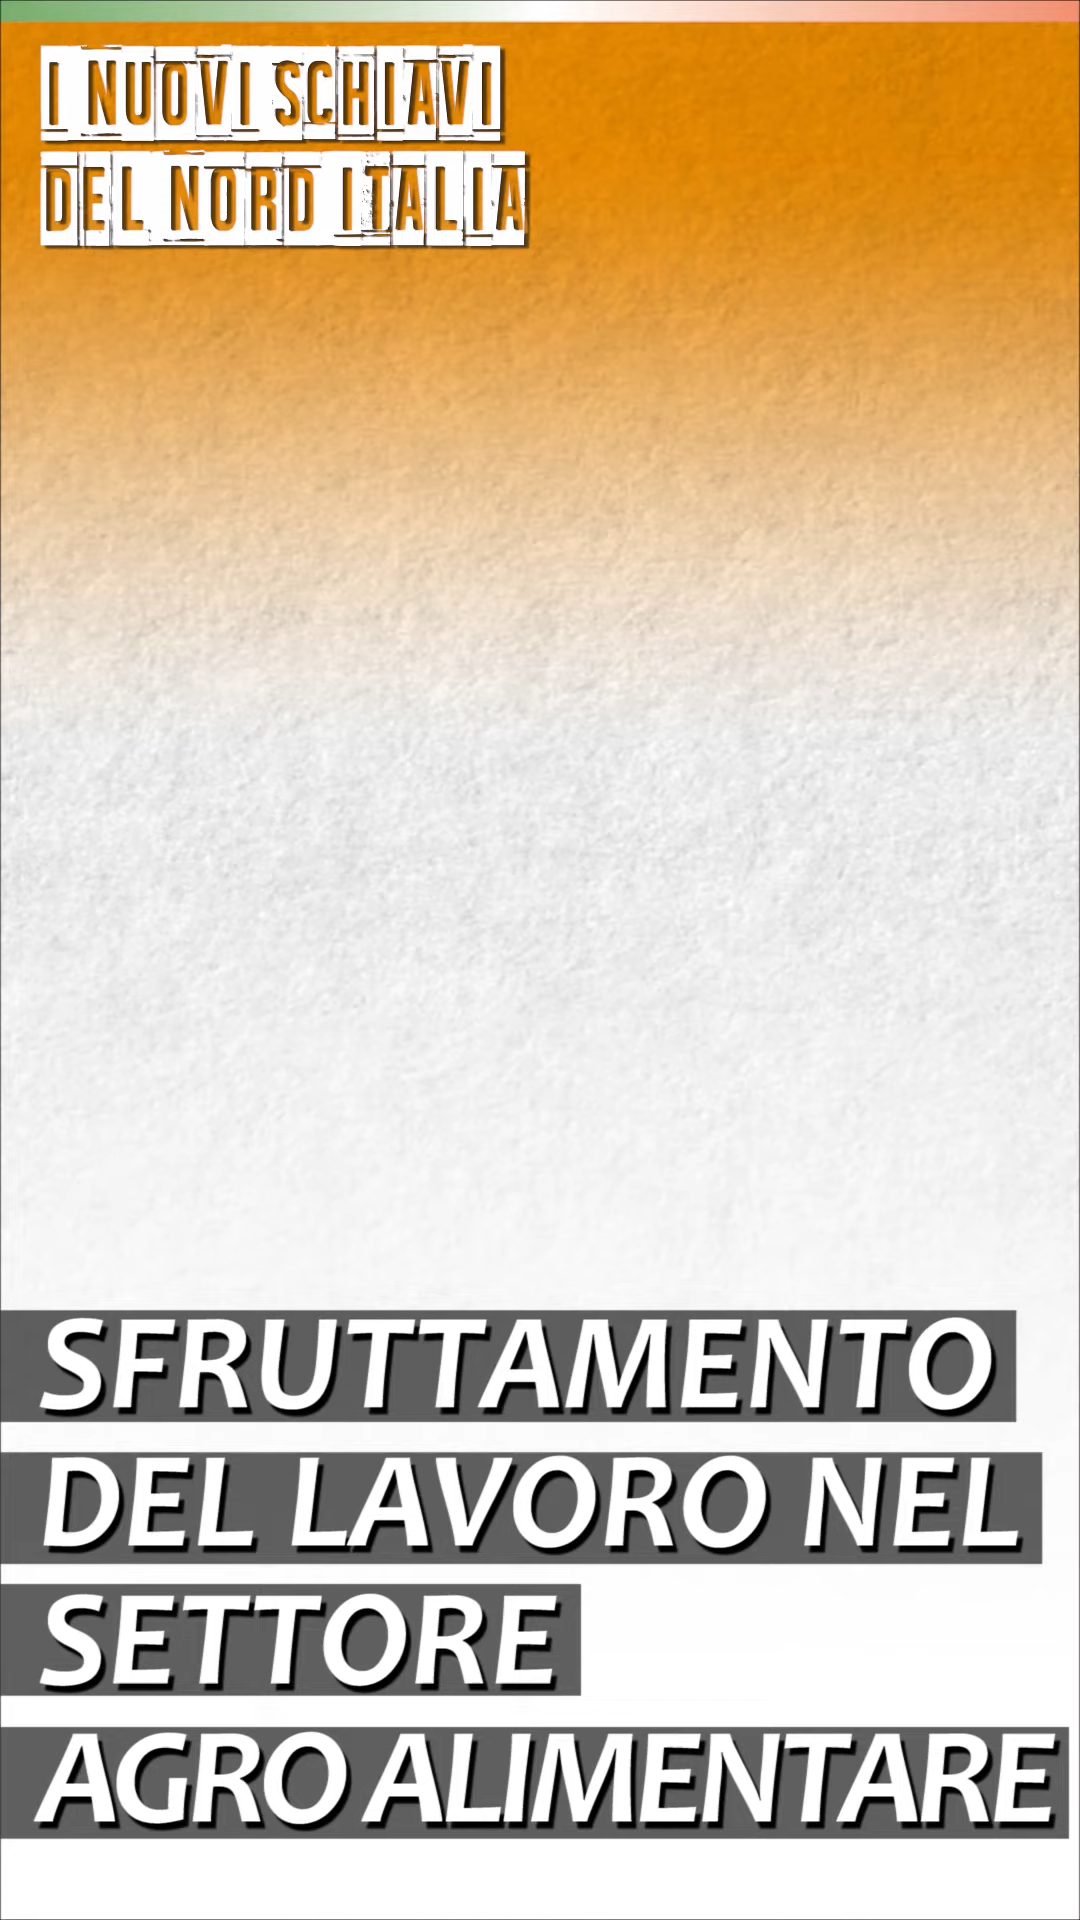 I NUOVI SCHIAVI
DEL NORD ITALIA
SFRUTTAMENTO
DEL LAVORO NEL
SETTORE
AGRO ALIMENTARE